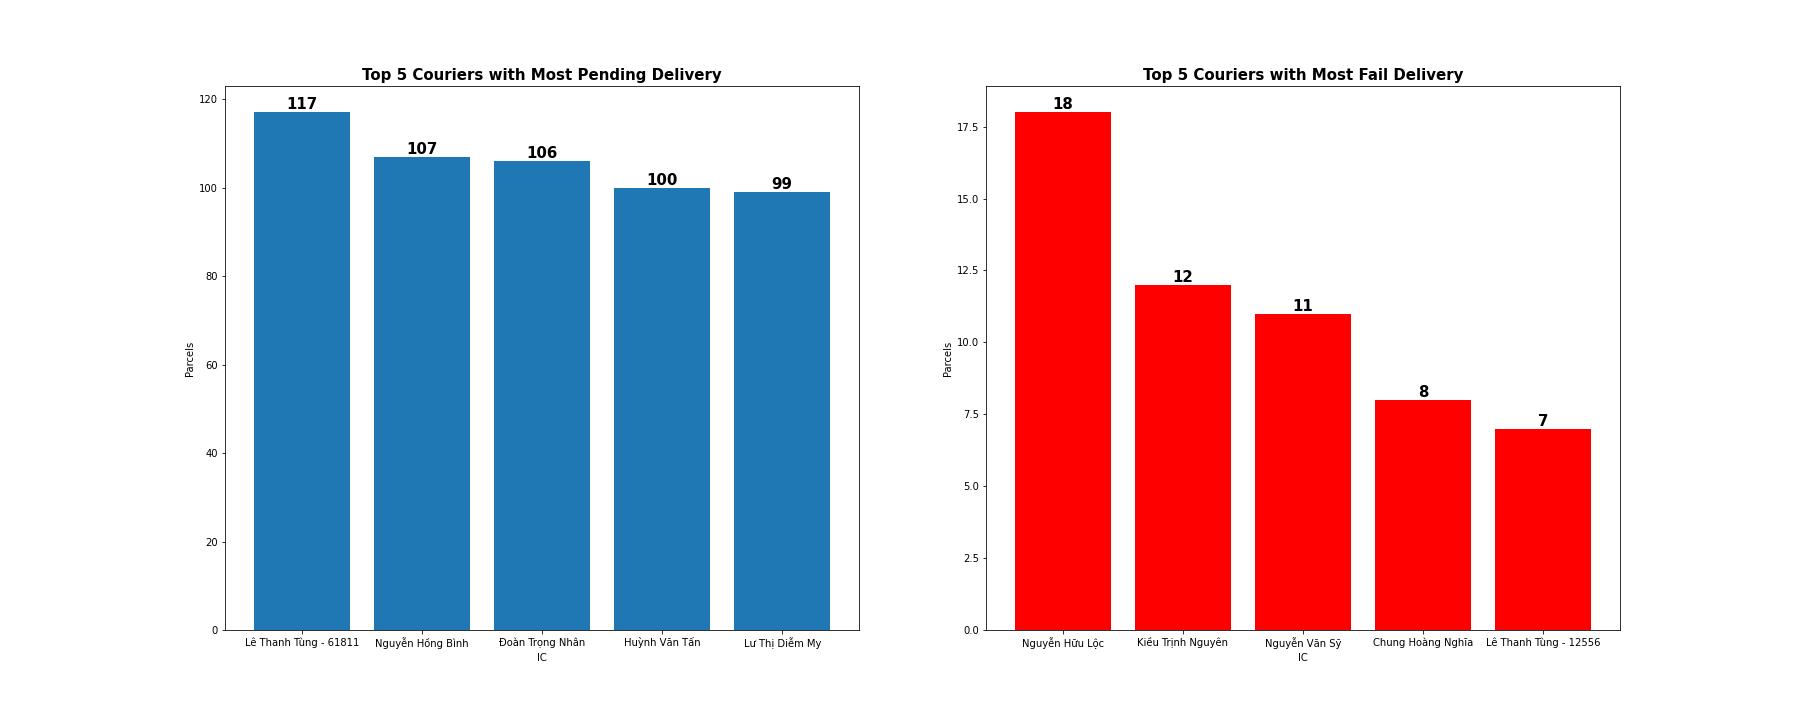 Top 5 Couriers with Most Pending Delivery
120
100
80
60
40
20
0
Parcels
117
107
106
100
99
Lê Thanh Tùng - 61811
Nguyễn Hồng Bình
Đoàn Trọng Nhân
Huỳnh Văn Tấn
Lư Thị Diễm My
IC
Top 5 Couriers with Most Fail Delivery
17.5
15.0
12.5
10.0
7.5
5.0
2.5
0.0
Parcels
18
12
11
8
7
Nguyễn Hữu Lộc
Kiều Trịnh Nguyên
Nguyễn Văn Sỹ
Chung Hoàng Nghĩa
Lê Thanh Tùng - 12556
IC